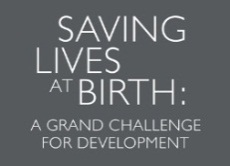 SAVING
LIVES
AT BIRTH:
A GRAND CHALLENGE
FOR DEVELOPMENT